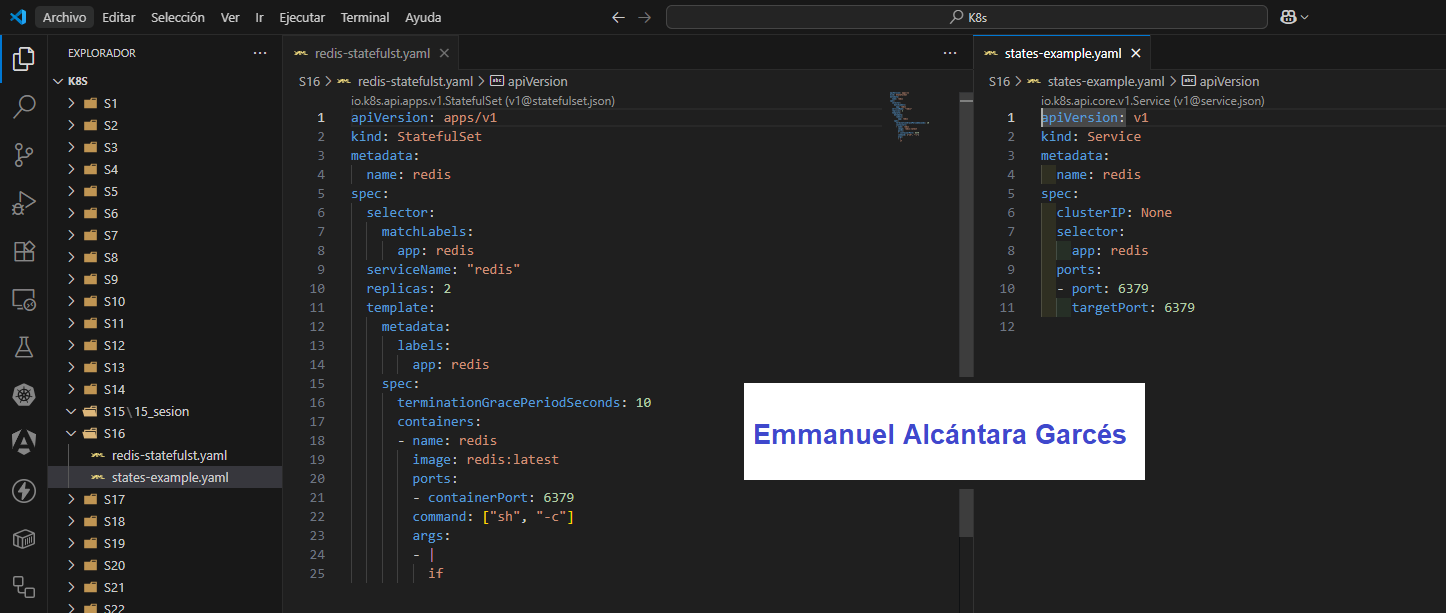 Archivo Editar Selección Ver Ir Ejecutar Terminal Ayuda
K8s
EXPLORADOR
K8S
S1
S2
S3
S4
S5
S6
S7
S8
S9
S10
S11
S12
S13
S14
S15\15_sesion
S16
redis-statefulst.yaml
states-example.yaml
S17
S18
S19
S20
S21
S22
redis-statefulst.yaml
S16 > redis-statefulst.yaml > abc apiVersion
io.k8s.api.apps.v1.StatefulSet (v1@statefulset.json)
1 apiVersion: apps/v1
2 kind: StatefulSet
3 metadata:
4 name: redis
5 spec:
6 selector:
7 matchLabels:
8 app: redis
9 serviceName: "redis"
10 replicas: 2
11 template:
12 metadata:
13 labels:
14 app: redis
15 spec:
16 terminationGracePeriodSeconds: 10
17 containers:
18 - name: redis
19 image: redis:latest
20 ports:
21 - containerPort: 6379
22 command: ["sh", "-c"]
23 args:
24 - |
25 if
states-example.yaml
S16 > states-example.yaml > abc apiVersion
io.k8s.api.core.v1.Service (v1@service.json)
1 apiVersion: v1
2 kind: Service
3 metadata:
4 name: redis
5 spec:
6 clusterIP: None
7 selector:
8 app: redis
9 ports:
10 - port: 6379
11 targetPort: 6379
12
Emmanuel Alcántara Garcés